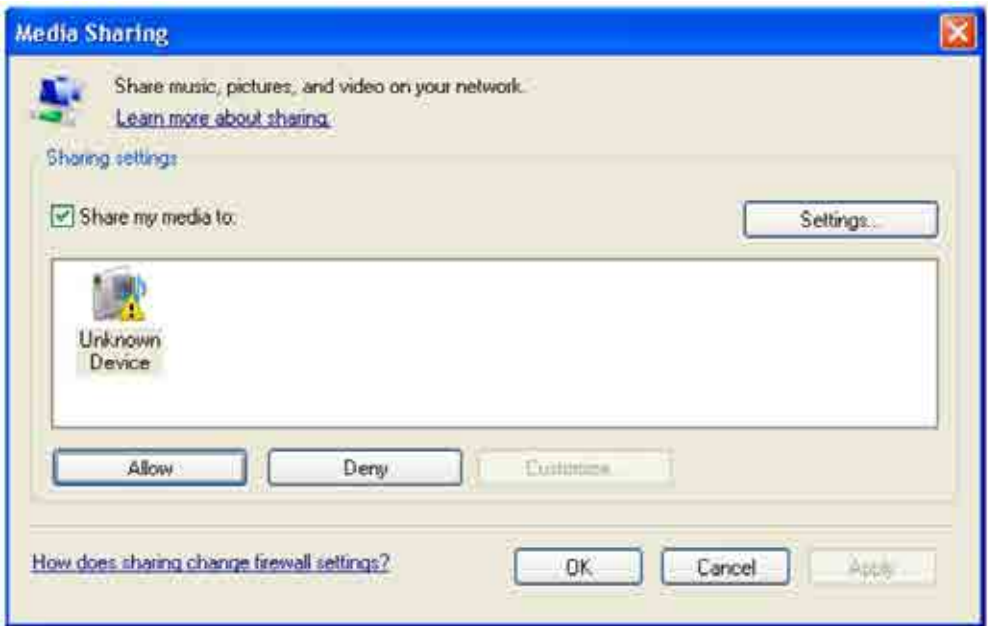 Media Sharing
Share music, pictures, and video on your network.
Learn more about sharing.
Sharing settings
Share my media to:
Settings...
Unknown
Device
Allow
Deny
Customize...
How does sharing change firewall settings?
OK
Cancel
Apply